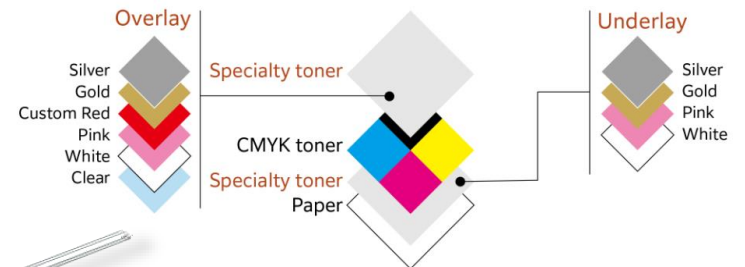 Overlay
Silver
Gold
Custom Red
Pink
White
Clear
Specialty toner
CMYK toner
Specialty toner
Paper
Underlay
Silver
Gold
Pink
White